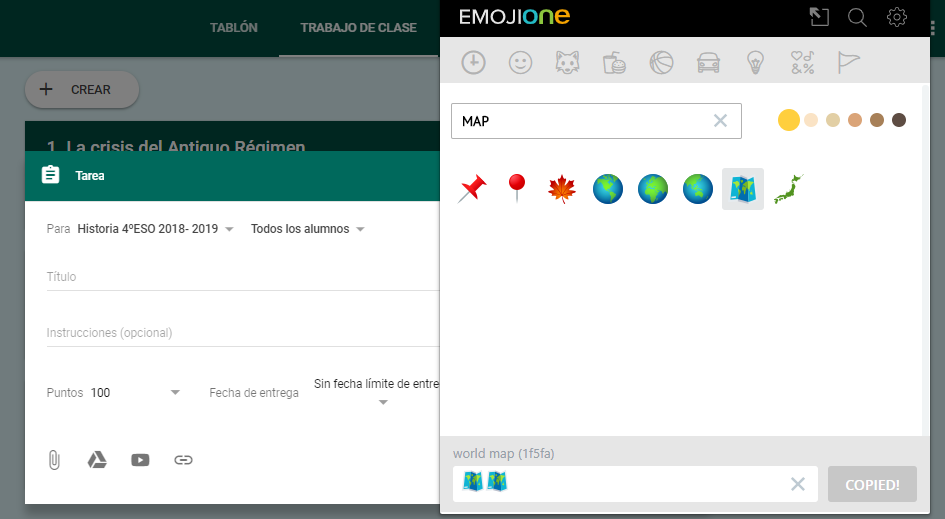 TABLÓN
TRABAJO DE CLASE
CREAR
1. La crisis del Antiguo Régimen
Tarea
Para Historia 4ºESO 2018- 2019 Todos los alumnos
Título
Instrucciones (opcional)
Puntos 100 Fecha de entrega Sin fecha límite de entre
EMOJIONE
&%
MAP
world map (1f5fa)
COPIED!